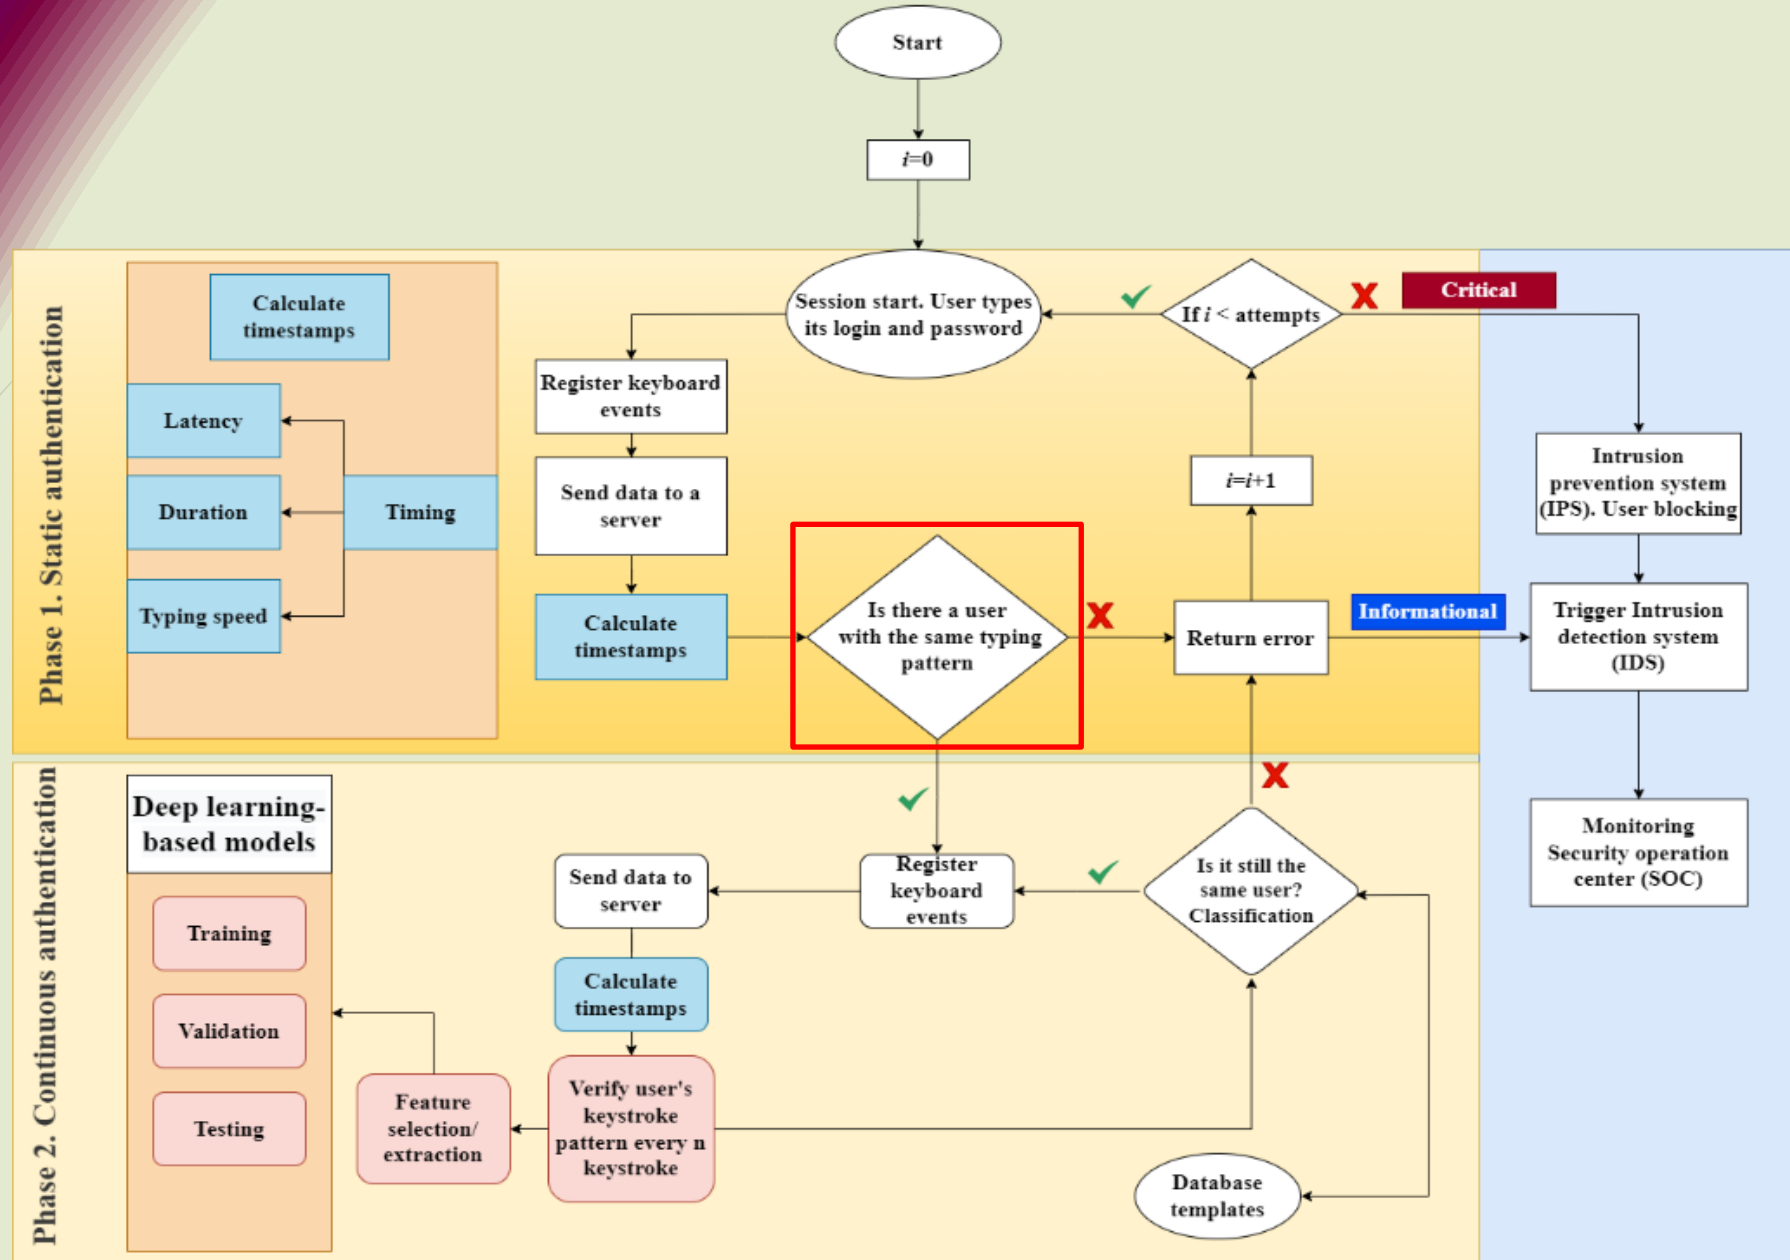 Start
i=0
Phase 1. Static authentication
Calculate
timestamps
Latency
Duration
Timing
Typing speed
Session start. User types
its login and password
If i < attempts
Critical
Register keyboard
events
Send data to a
server
Calculate
timestamps
Is there a user
with the same typing
pattern
i=i+1
Return error
Informational
Intrusion
prevention system
(IPS). User blocking
Trigger Intrusion
detection system
(IDS)
Monitoring
Security operation
center (SOC)
Phase 2. Continuous authentication
Deep learning-
based models
Training
Validation
Testing
Feature
selection/
extraction
Send data to
server
Calculate
timestamps
Verify user's
keystroke
pattern every n
keystroke
Register
keyboard
events
Is it still the
same user?
Classification
Database
templates